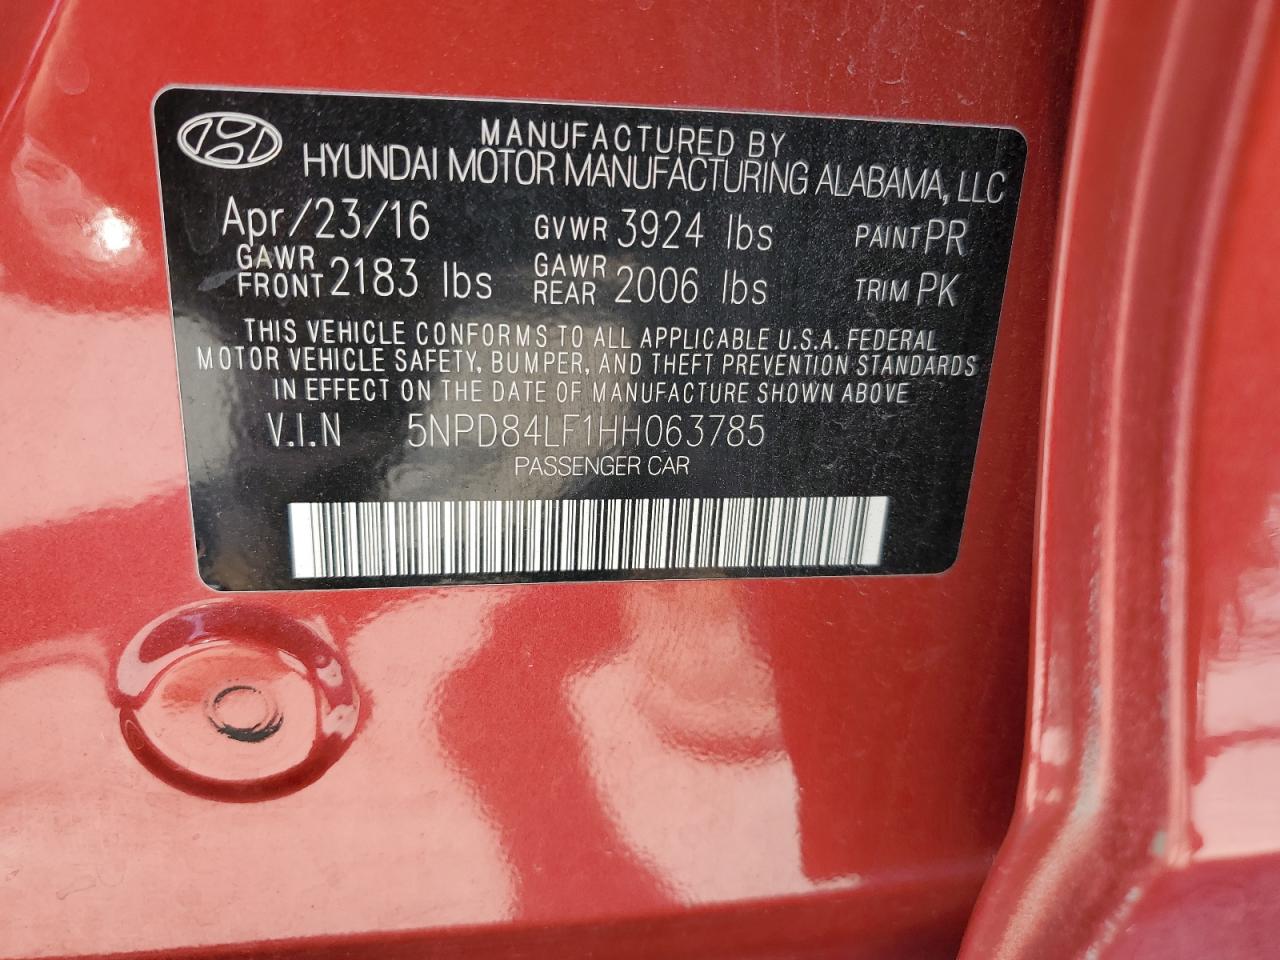 MANUFACTURED BY
HYUNDAI MOTOR MANUFACTURING ALABAMA, LLC
Apr/23/16 GVWR 3924 lbs PAINT PR
GAWR FRONT 2183 lbs GAWR REAR 2006 lbs TRIM PK
THIS VEHICLE CONFORMS TO ALL APPLICABLE U.S.A. FEDERAL
MOTOR VEHICLE SAFETY, BUMPER, AND THEFT PREVENTION STANDARDS
IN EFFECT ON THE DATE OF MANUFACTURE SHOWN ABOVE
V.I.N 5NPD84LF1HH063785
PASSENGER CAR